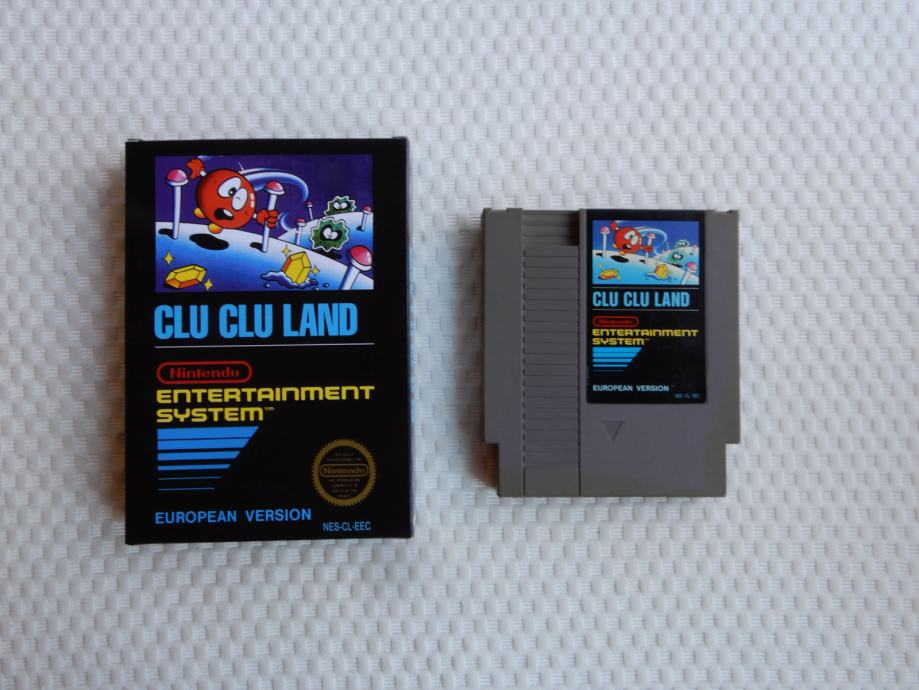 CLU CLU LAND
Nintendo
ENTERTAINMENT
SYSTEM™
Nintendo
EUROPEAN VERSION
NES-CL-EEC
CLU CLU LAND
Nintendo
ENTERTAINMENT
SYSTEM™
EUROPEAN VERSION